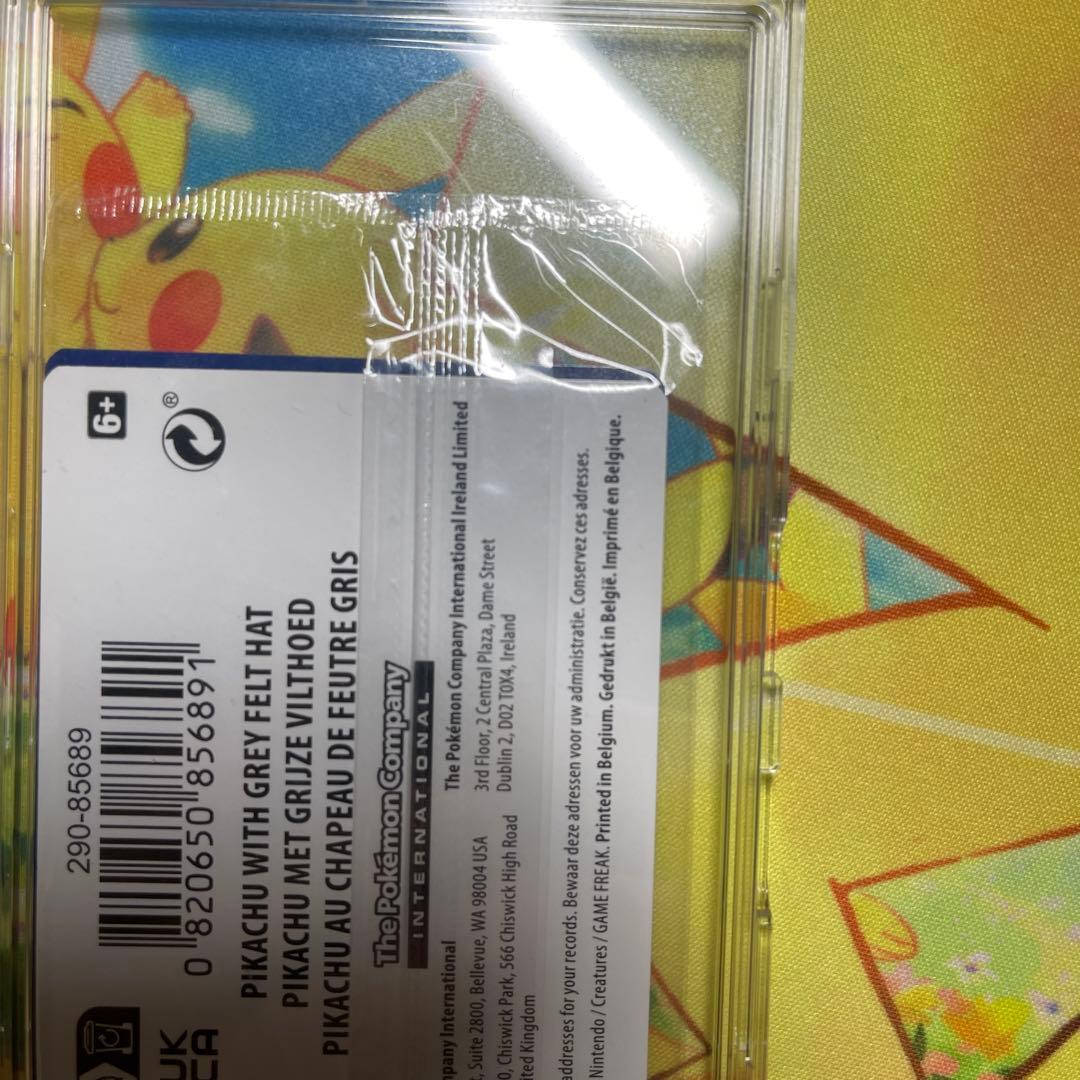 6+
®
290-85689
0 820650 856891
PIKACHU WITH GREY FELT HAT
PIKACHU MET GRIJZE VILTHOED
PIKACHU AU CHAPEAU DE FEUTRE GRIS
UK
CA
The Pokémon Company
INTERNATIONAL
International
, Suite 2800, Bellevue, WA 98004 USA
, Chiswick Park, 566 Chiswick High Road
Kingdom
The Pokémon Company International Ireland Limited
3rd Floor, 2 Central Plaza, Dame Street
Dublin 2, D02 T0X4, Ireland
addresses for your records. Bewaar deze adressen voor uw administratie. Conservez ces adresses.
Nintendo / Creatures / GAME FREAK. Printed in Belgium. Gedrukt in België. Imprimé en Belgique.